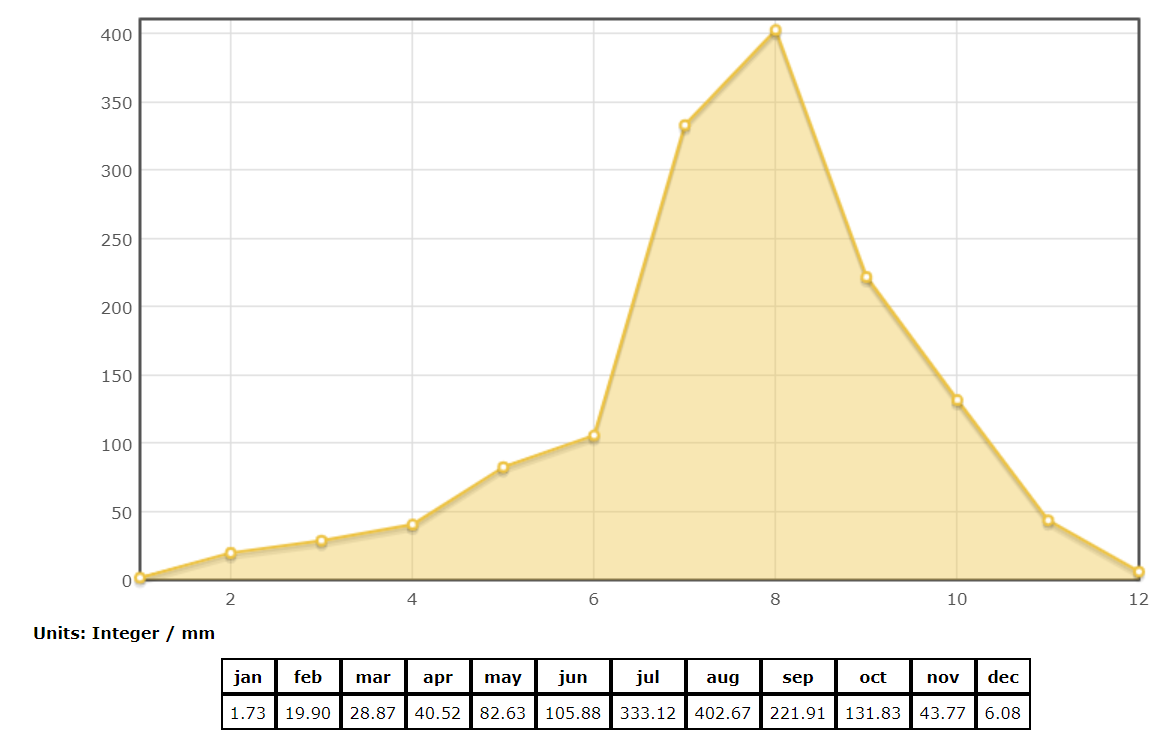 400
350
300
250
200
150
100
50
0
2 4 6 8 10 12
Units: Integer / mm
jan feb mar apr may jun jul aug sep oct nov dec
1.73 19.90 28.87 40.52 82.63 105.88 333.12 402.67 221.91 131.83 43.77 6.08